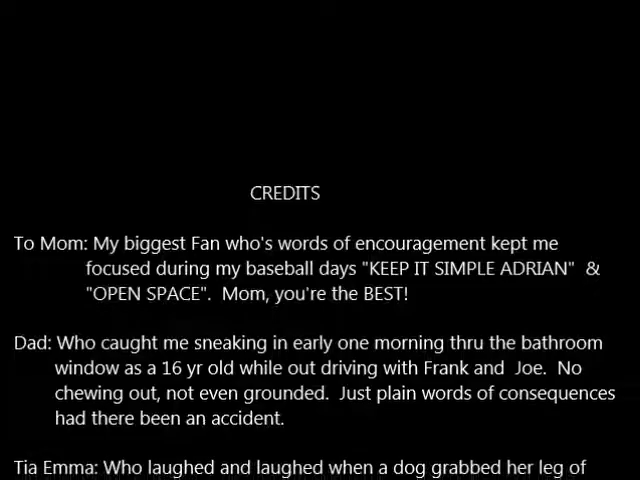 CREDITS
To Mom: My biggest Fan who's words of encouragement kept me
focused during my baseball days "KEEP IT SIMPLE ADRIAN" &
"OPEN SPACE". Mom, you're the BEST!
Dad: Who caught me sneaking in early one morning thru the bathroom
window as a 16 yr old while out driving with Frank and Joe. No
chewing out, not even grounded. Just plain words of consequences
had there been an accident.
Tia Emma: Who laughed and laughed when a dog grabbed her leg of